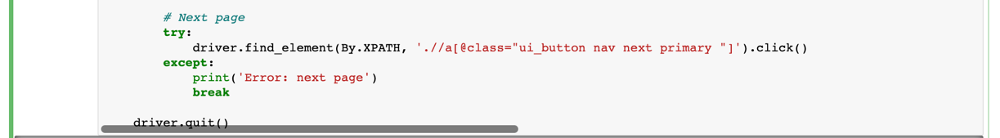 # Next page
try:
driver.find_element(By.XPATH, './/a[@class="ui_button nav next primary "]').click()
except:
print('Error: next page')
break
driver.quit()